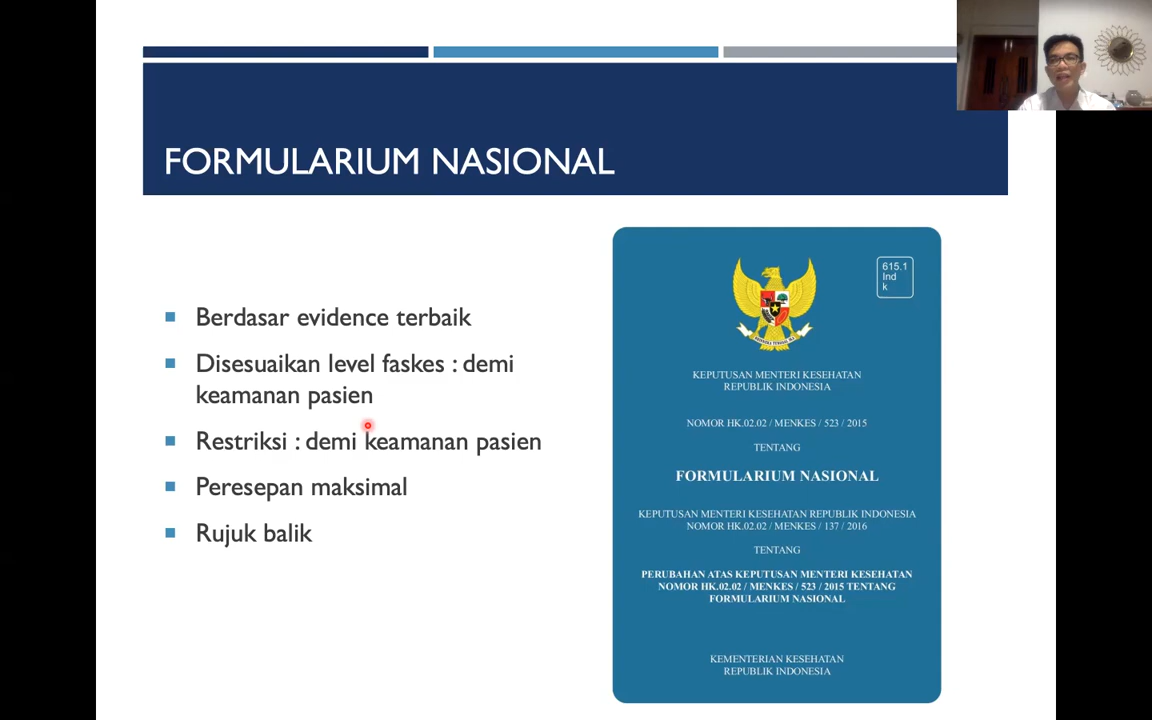 FORMULARIUM NASIONAL
Berdasar evidence terbaik
Disesuaikan level faskes : demi
keamanan pasien
Restriksi : demi keamanan pasien
Peresepan maksimal
Rujuk balik
615.1
Ind
k
KEPUTUSAN MENTERI KESEHATAN
REPUBLIK INDONESIA
NOMOR HK.02.02 / MENKES / 523 / 2015
TENTANG
FORMULARIUM NASIONAL
KEPUTUSAN MENTERI KESEHATAN REPUBLIK INDONESIA
NOMOR HK.02.02 / MENKES / 137 / 2016
TENTANG
PERUBAHAN ATAS KEPUTUSAN MENTERI KESEHATAN
NOMOR HK.02.02 / MENKES / 523 / 2015 TENTANG
FORMULARIUM NASIONAL
KEMENTERIAN KESEHATAN
REPUBLIK INDONESIA